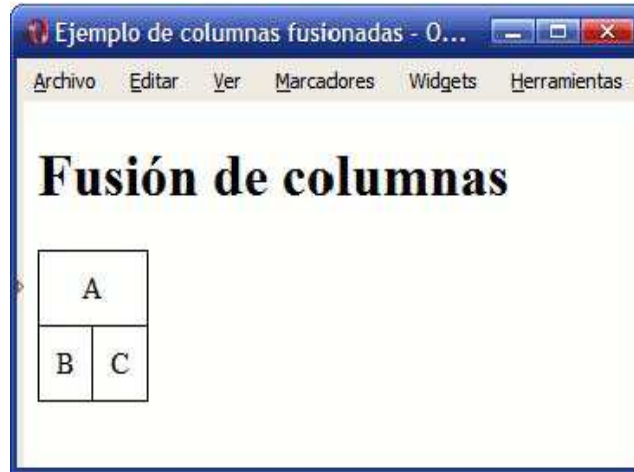 Ejemplo de columnas fusionadas - O...
Archivo Editar Ver Marcadores Widgets Herramientas
Fusión de columnas
A
B C